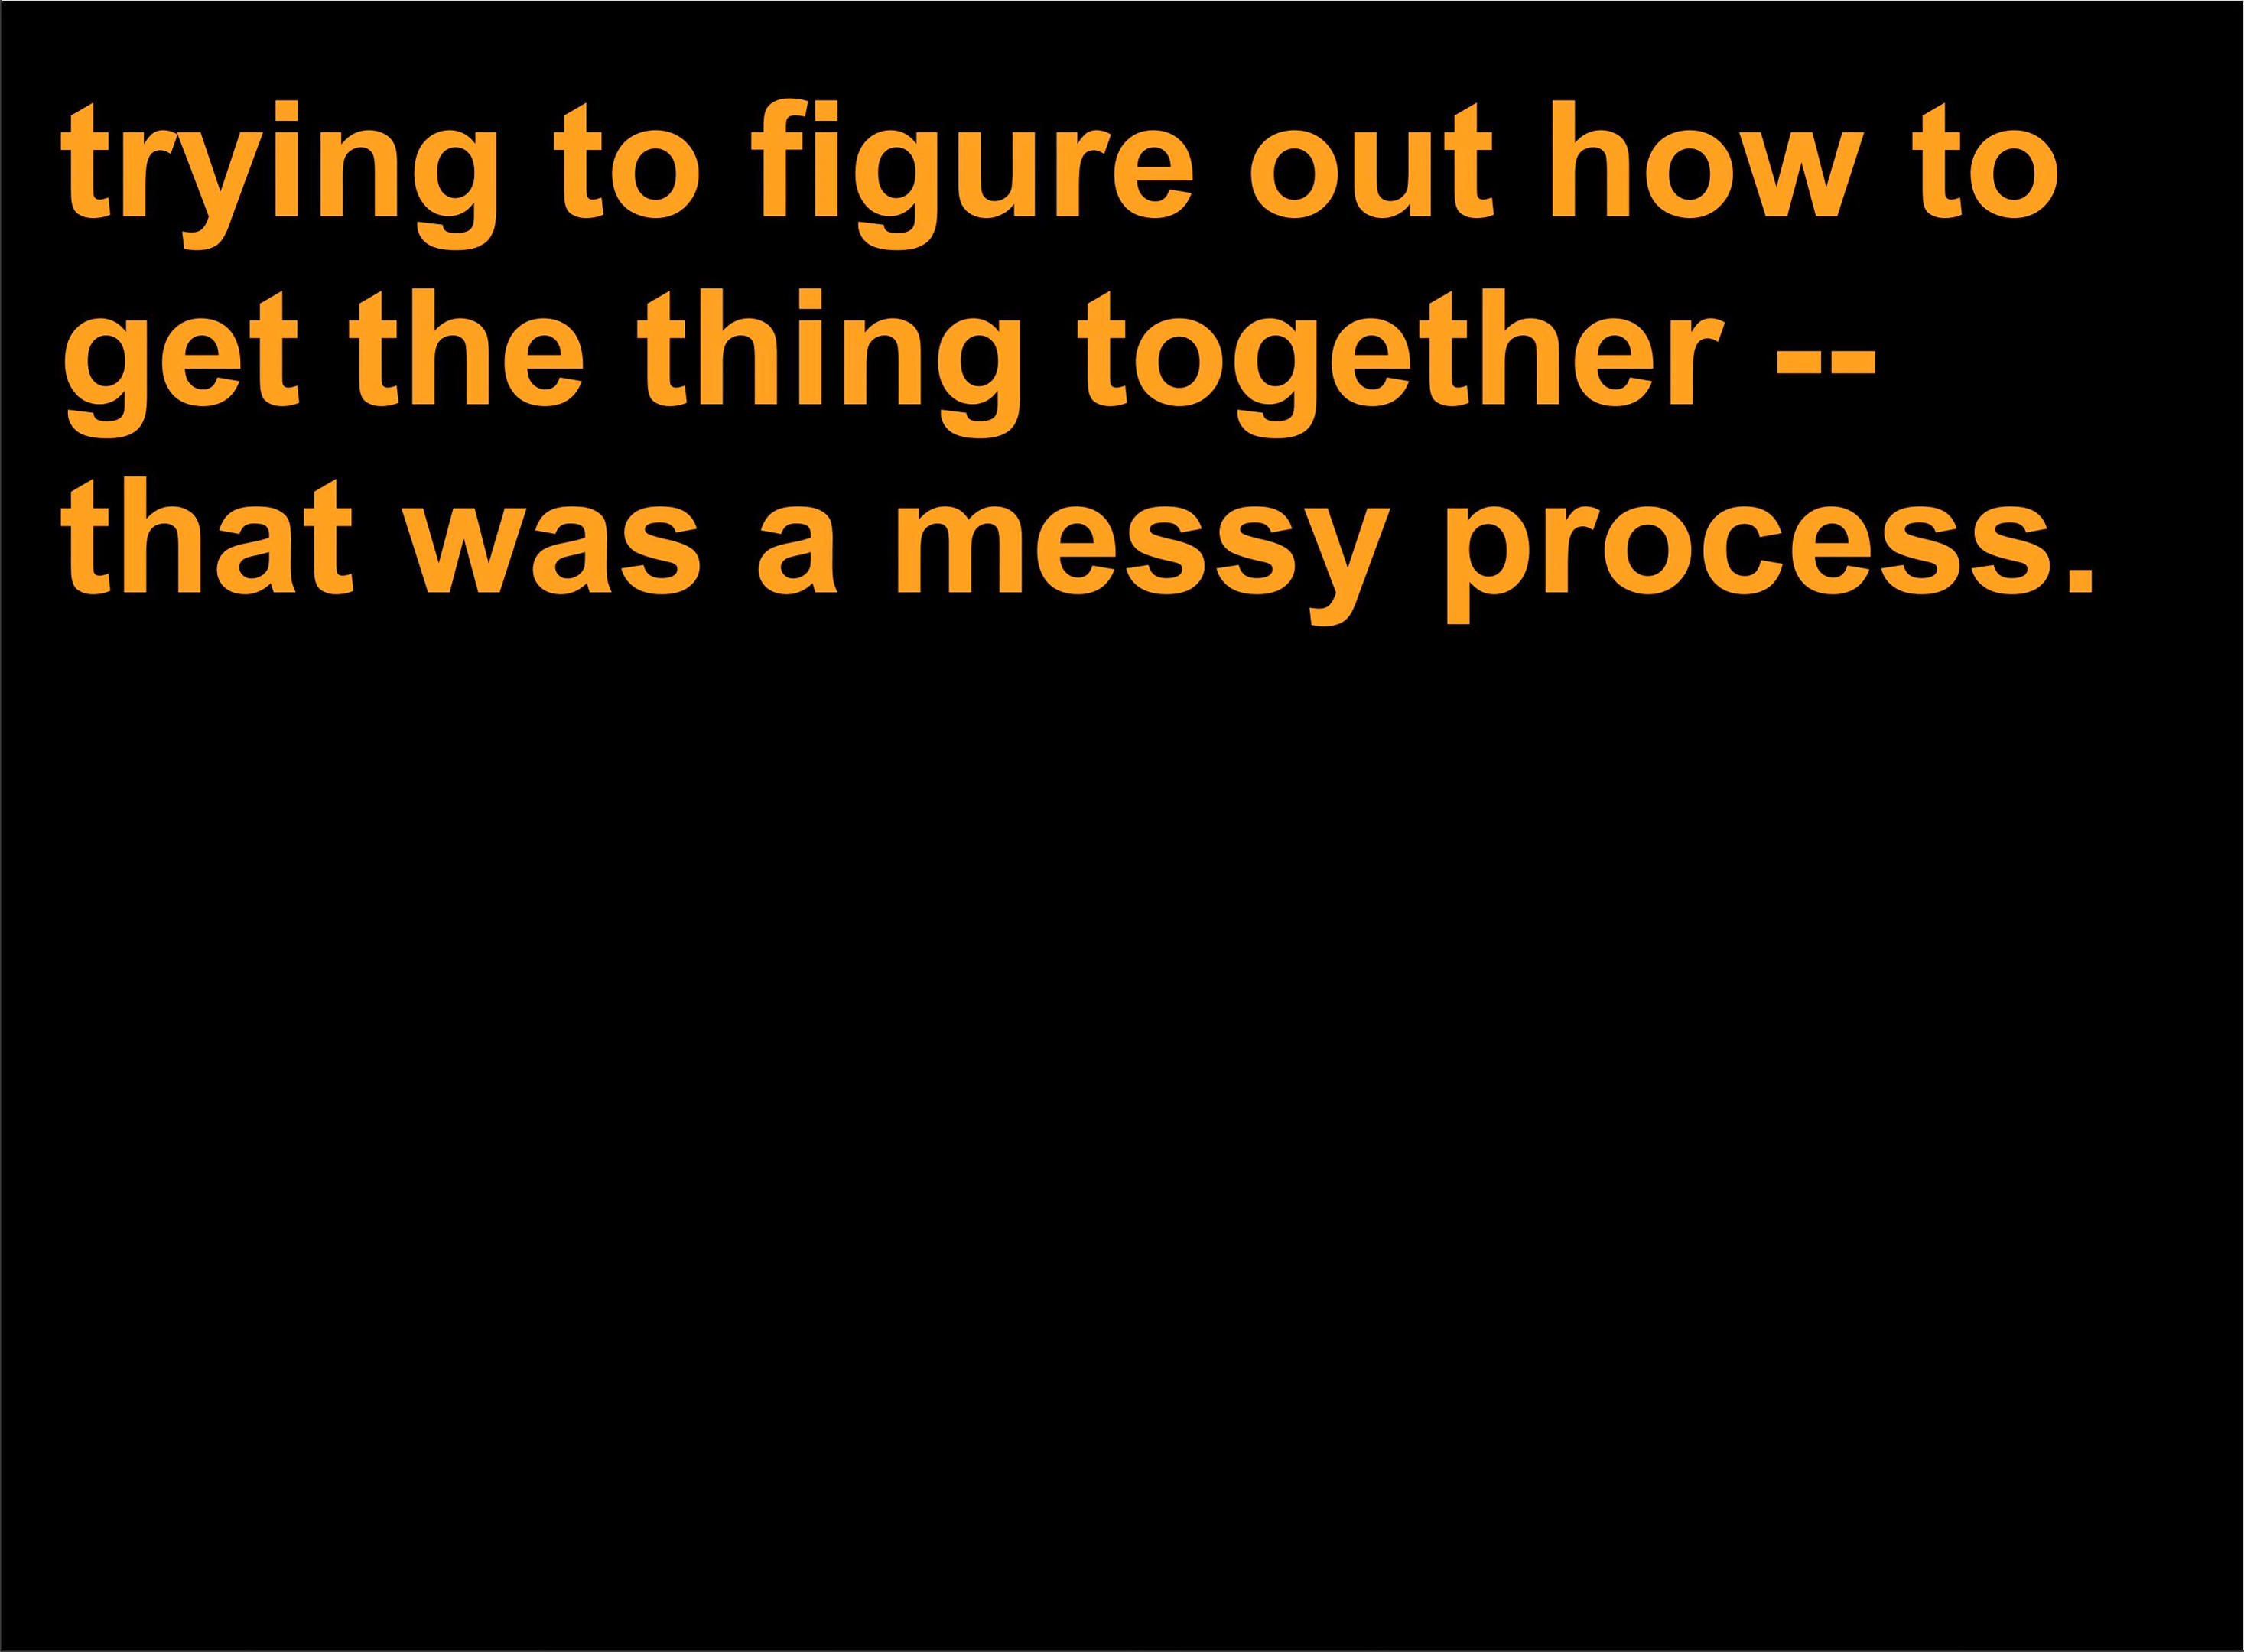 trying to figure out how to
get the thing together --
that was a messy process.